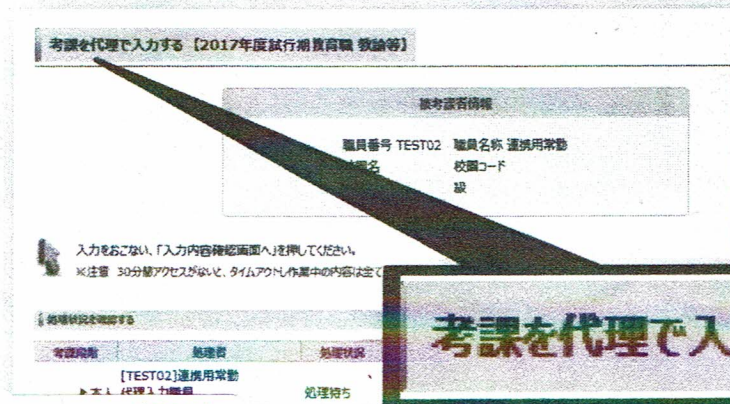 考課を代理で入力する【2017年度試行期教育職 教諭等】
被考課者情報
職員番号 TEST02 職員名称 連携用常勤
校園コード
級
入力をおこない、「入力内容確認画面へ」を押してください。
※注意 30分間アクセスがないと、タイムアウトし作業中の内容は全て
処理状況を確認する
考課段階 処理者 処理状況
[TEST02]連携用常勤
▶本人 代理入力職員 処理待ち
考課を代理で入